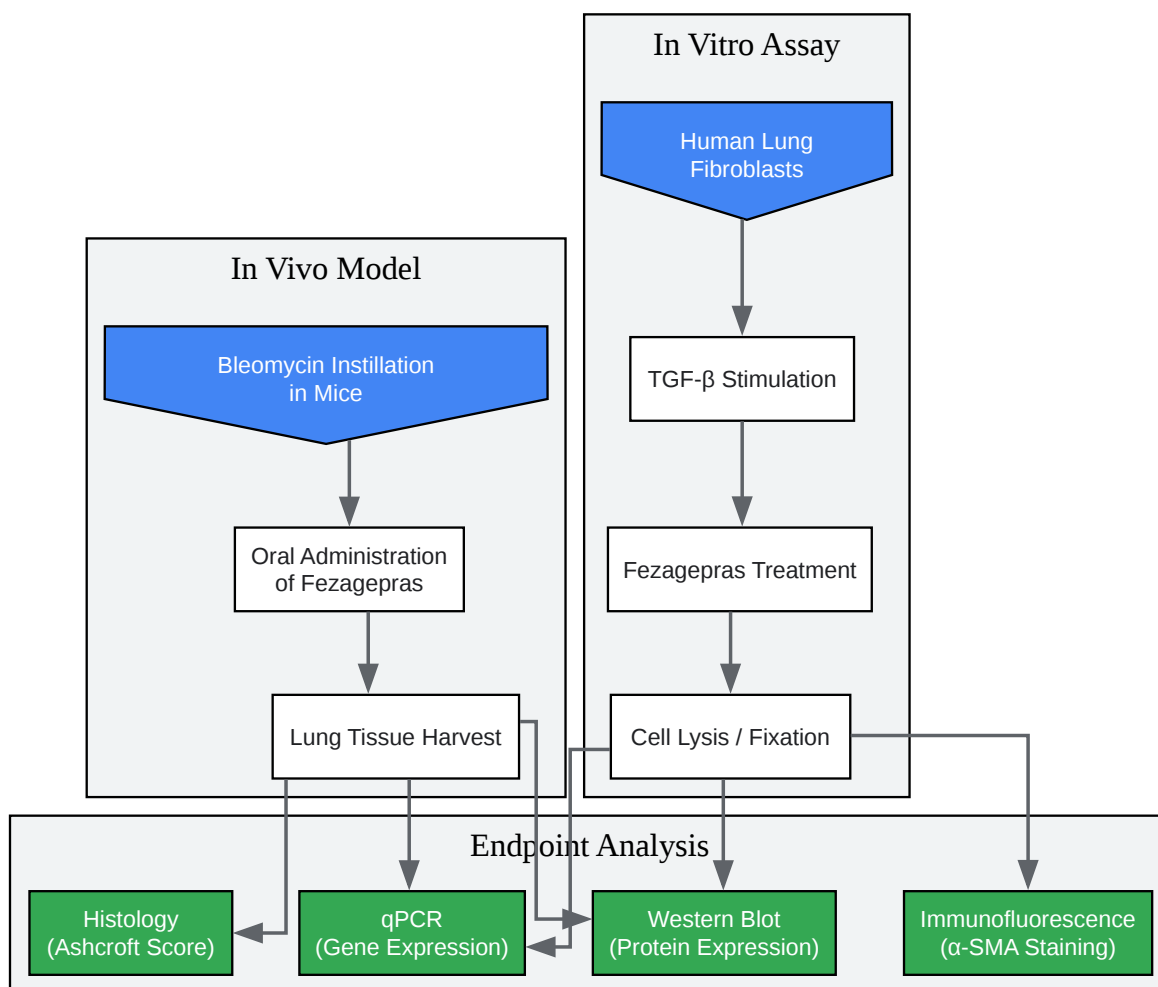 In Vitro Assay
Human Lung
Fibroblasts
In Vivo Model
Bleomycin Instillation
in Mice
TGF-β Stimulation
Oral Administration
of Fezagepras
Fezagepras Treatment
Lung Tissue Harvest
Cell Lysis / Fixation
Endpoint Analysis
Histology
(Ashcroft Score)
qPCR
(Gene Expression)
Western Blot
(Protein Expression)
Immunofluorescence
(α-SMA Staining)